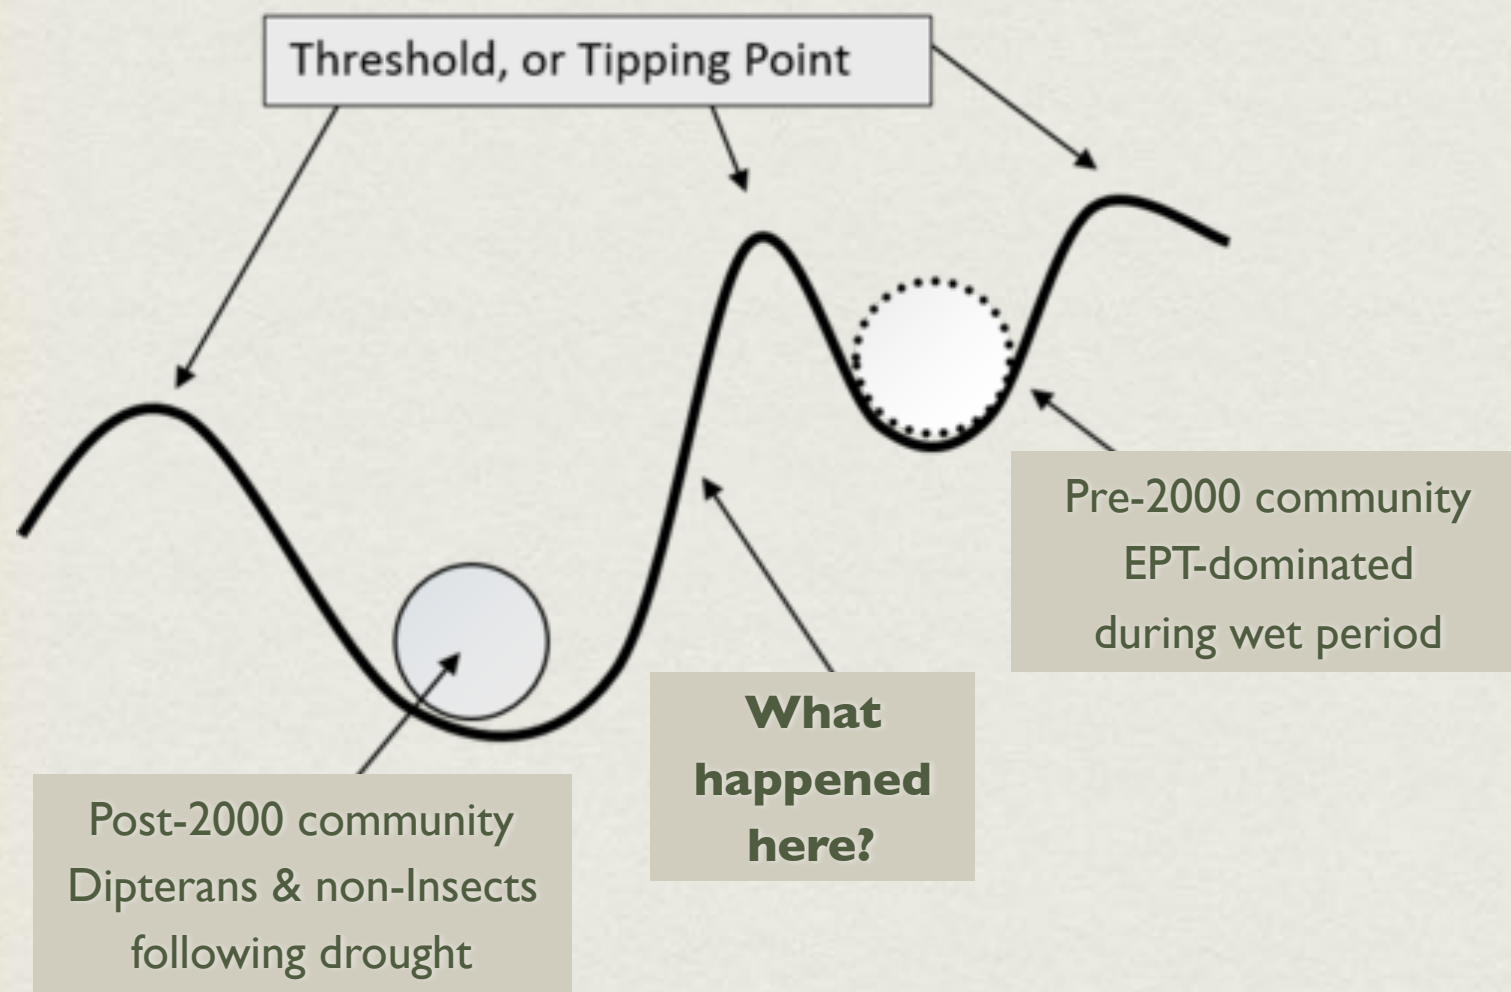 Threshold, or Tipping Point
Pre-2000 community
EPT-dominated
during wet period
What
happened
here?
Post-2000 community
Dipterans & non-Insects
following drought